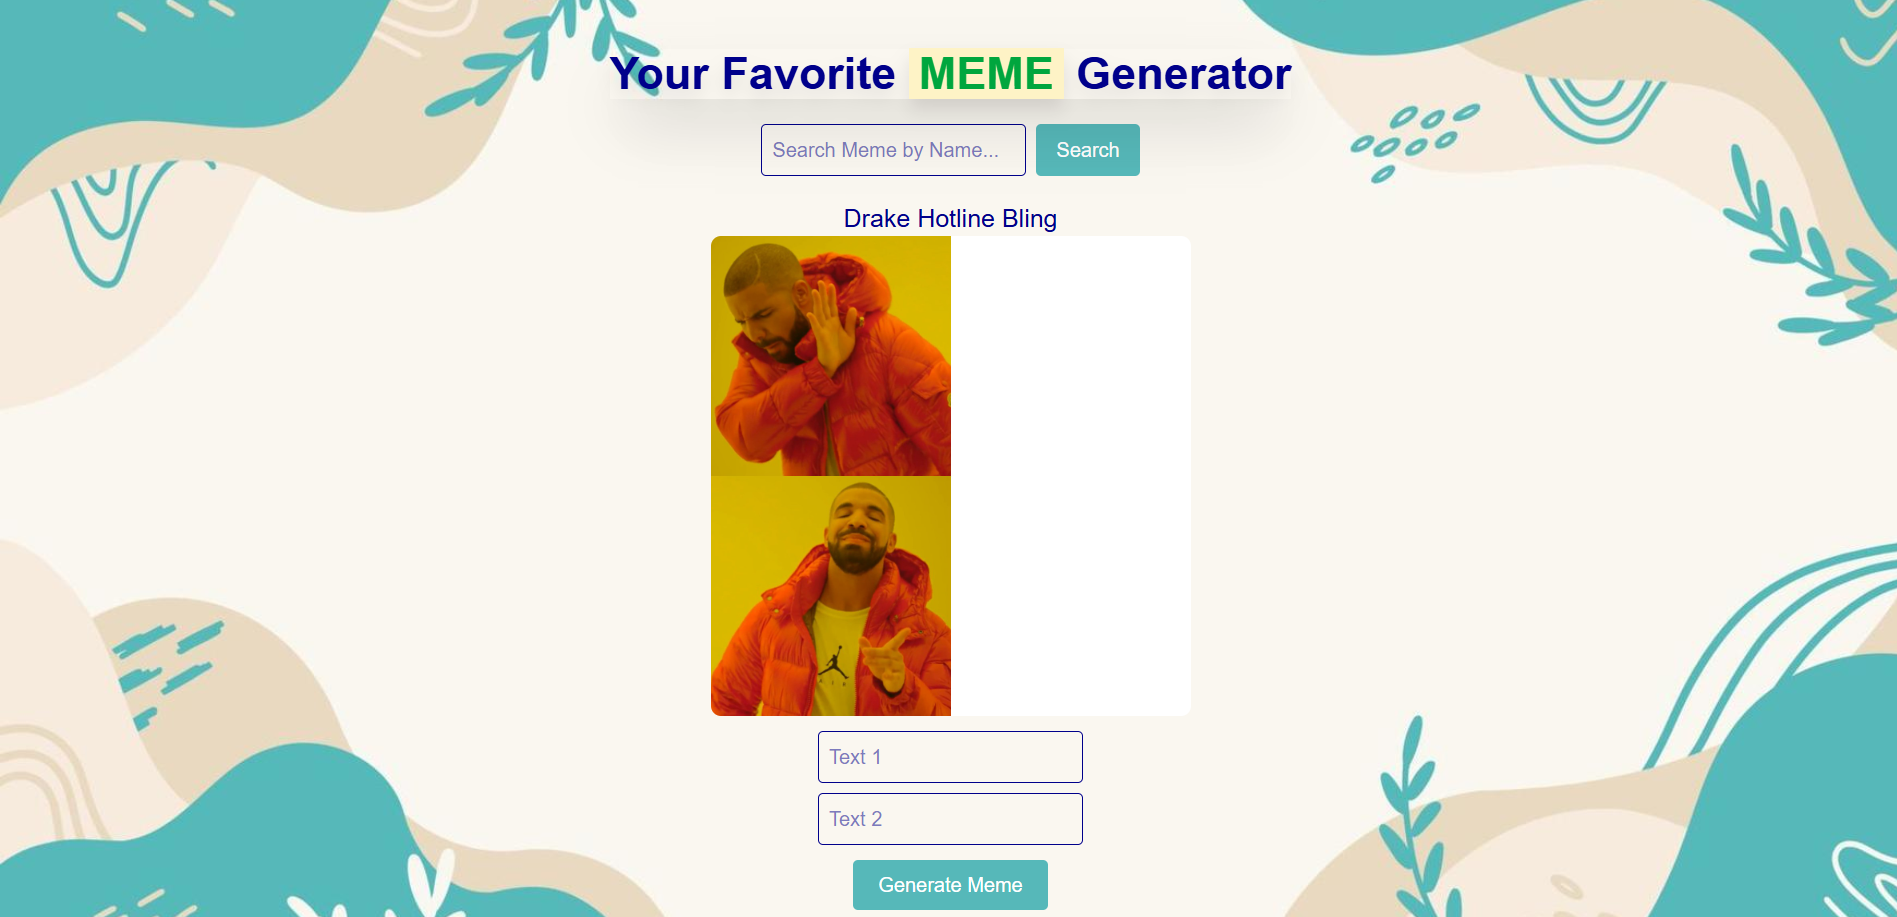 Your Favorite MEME Generator
Search Meme by Name... Search
Drake Hotline Bling
Text 1
Text 2
Generate Meme